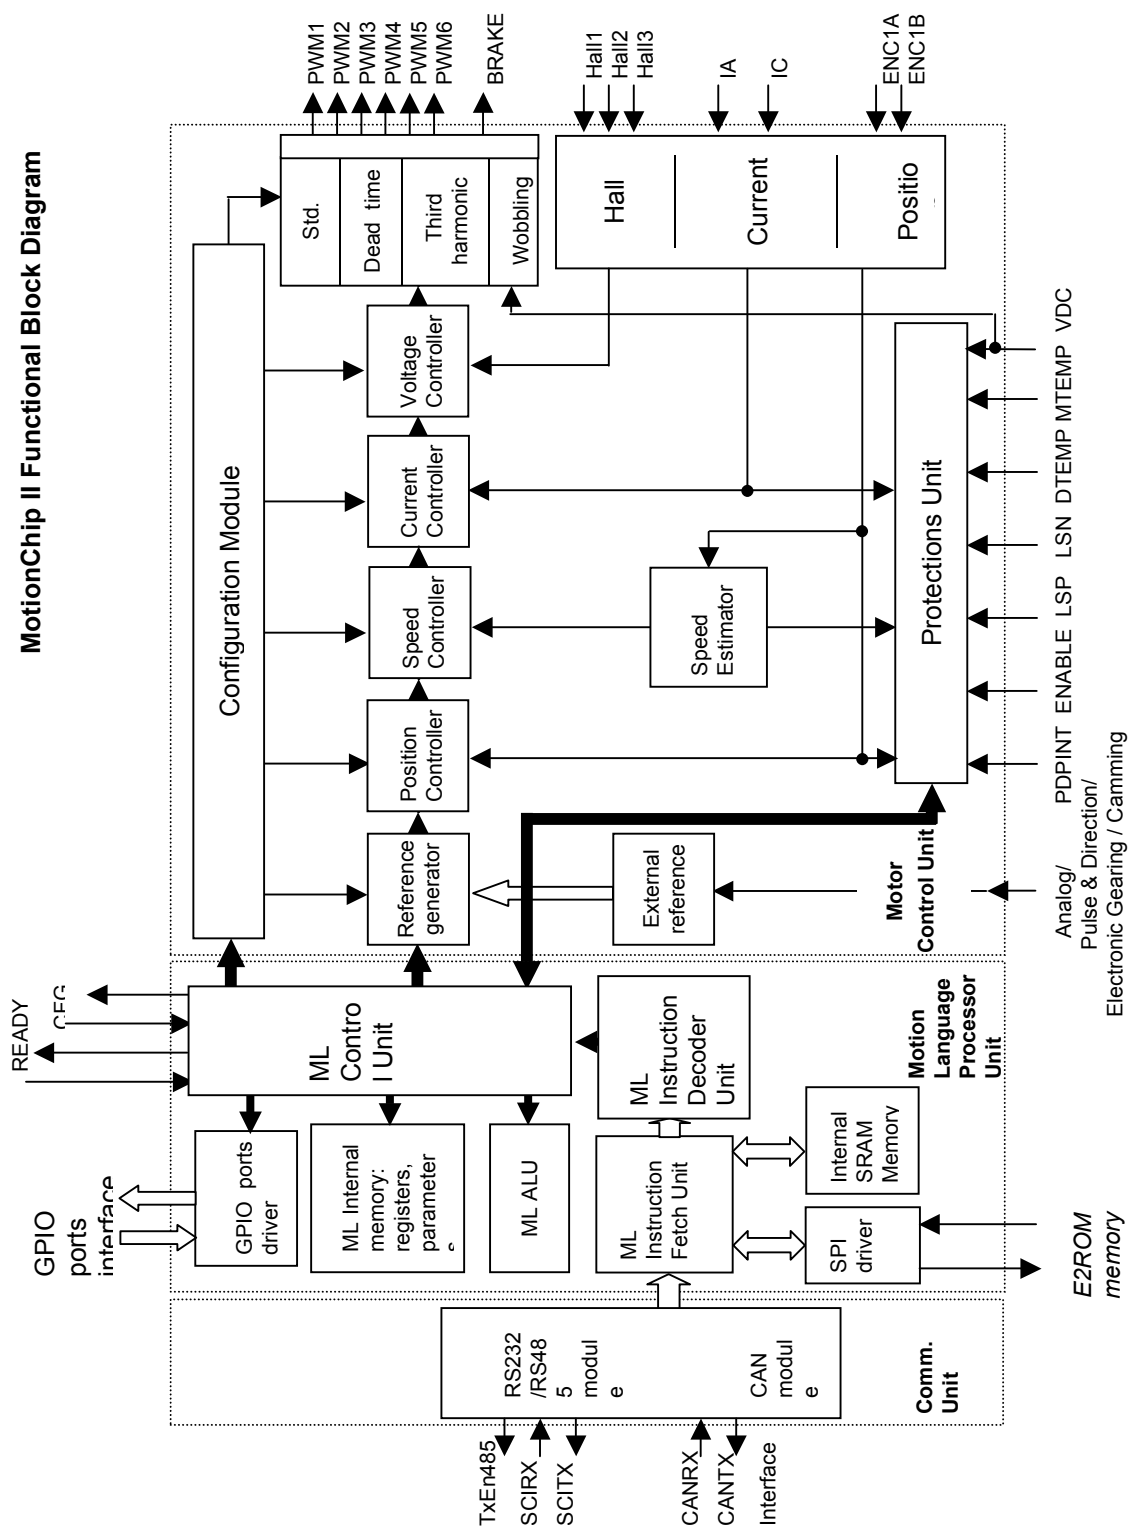 MotionChip II Functional Block Diagram
TxEn485
SCIRX
SCITX
CANRX
CANTX
Interface
RS232
/RS48
5
modul
e
CAN
modul
e
Comm.
Unit
GPIO
ports
interface
READY
GPIO ports
driver
ML Internal
memory:
registers,
parameter
ML ALU
ML
Contro
l Unit
ML
Instruction
Fetch Unit
ML
Instruction
Decoder
Unit
SPI
driver
Internal
SRAM
Memory
E2ROM
memory
Motion
Language
Processor
Unit
Configuration Module
Reference
generator
Position
Controller
Speed
Controller
Current
Controller
Voltage
Controller
Std.
Dead time
Third
harmonic
Wobbling
PWM1
PWM2
PWM3
PWM4
PWM5
PWM6
BRAKE
Hall1
Hall2
Hall3
IA
IC
ENC1A
ENC1B
Hall
Current
Positio
External
reference
Speed
Estimator
Protections Unit
Motor
Control Unit
Analog/
Pulse & Direction/
Electronic Gearing / Camming
PDPINT ENABLE LSP LSN DTEMP MTEMP VDC